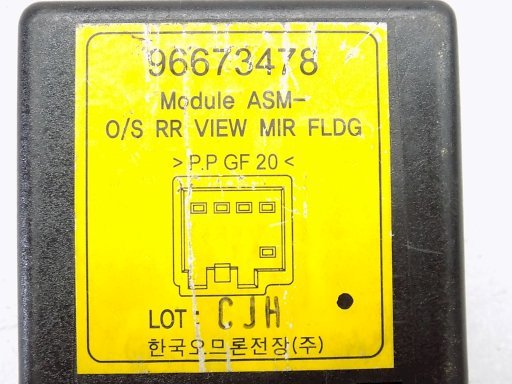 96673478
Module ASM-
O/S RR VIEW MIR FLDG
> P.P GF 20 <
LOT : CJH
한국오므론전장(주)